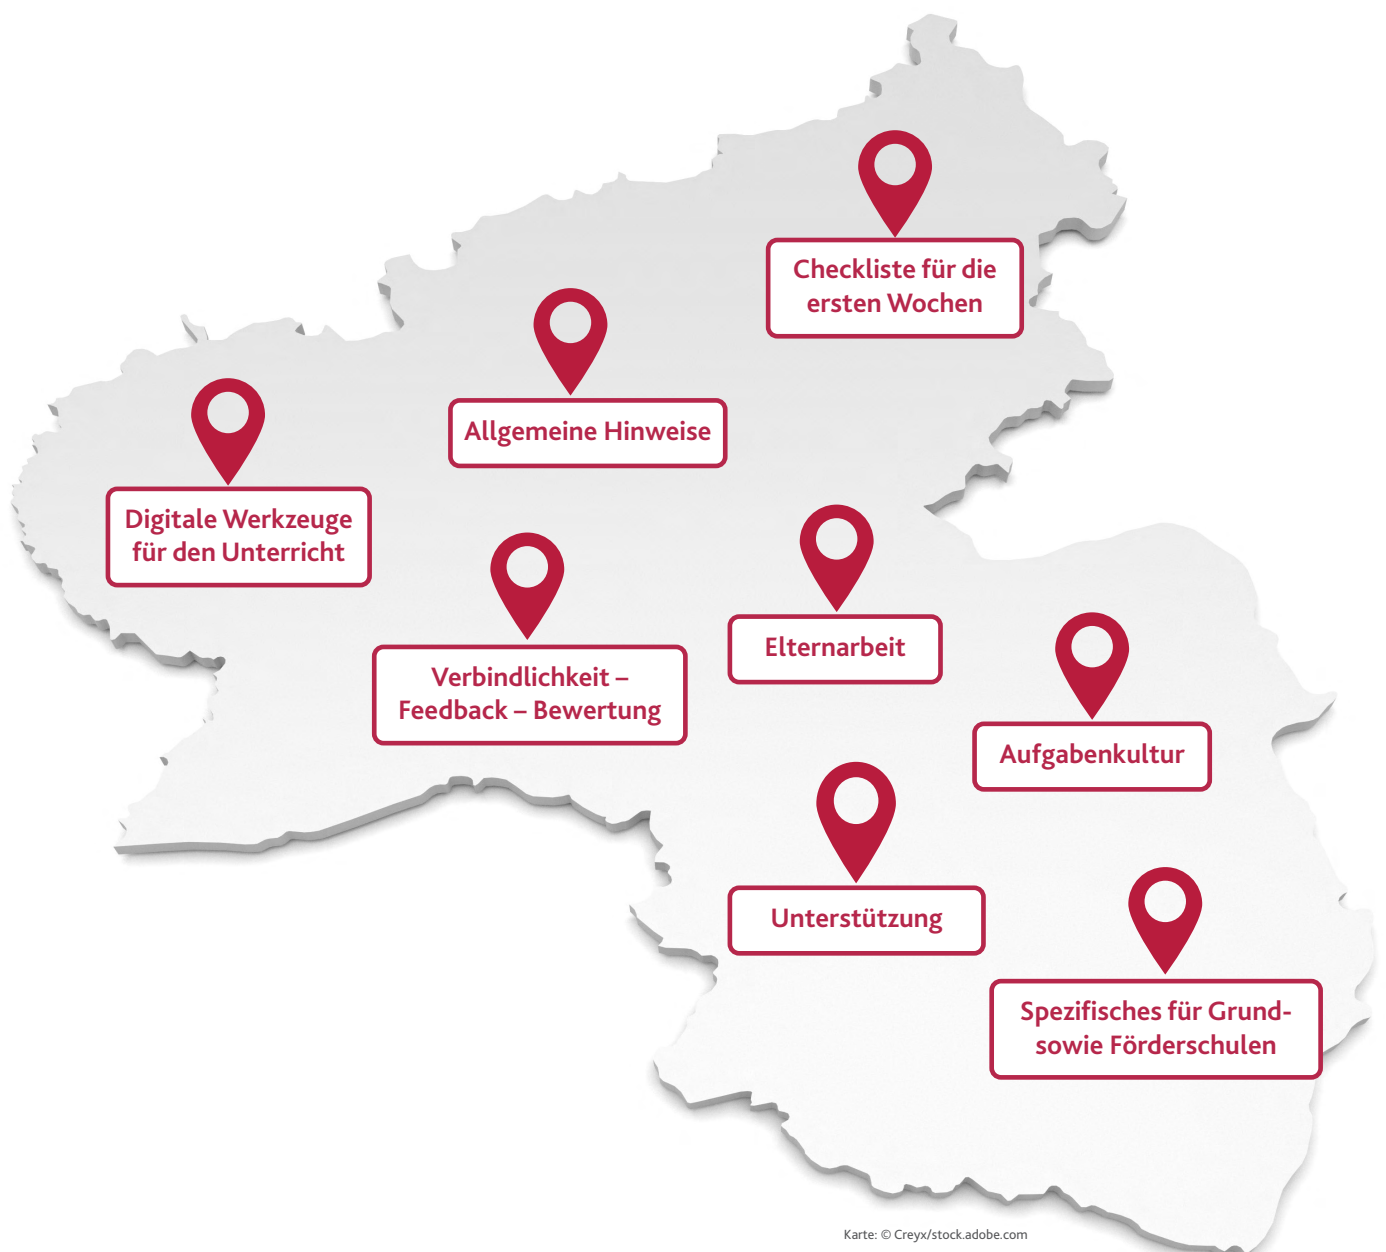 Checkliste für die
ersten Wochen
Allgemeine Hinweise
Digitale Werkzeuge
für den Unterricht
Elternarbeit
Verbindlichkeit –
Feedback – Bewertung
Aufgabenkultur
Unterstützung
Spezifisches für Grund-
sowie Förderschulen
Karte: © Creyx/stock.adobe.com